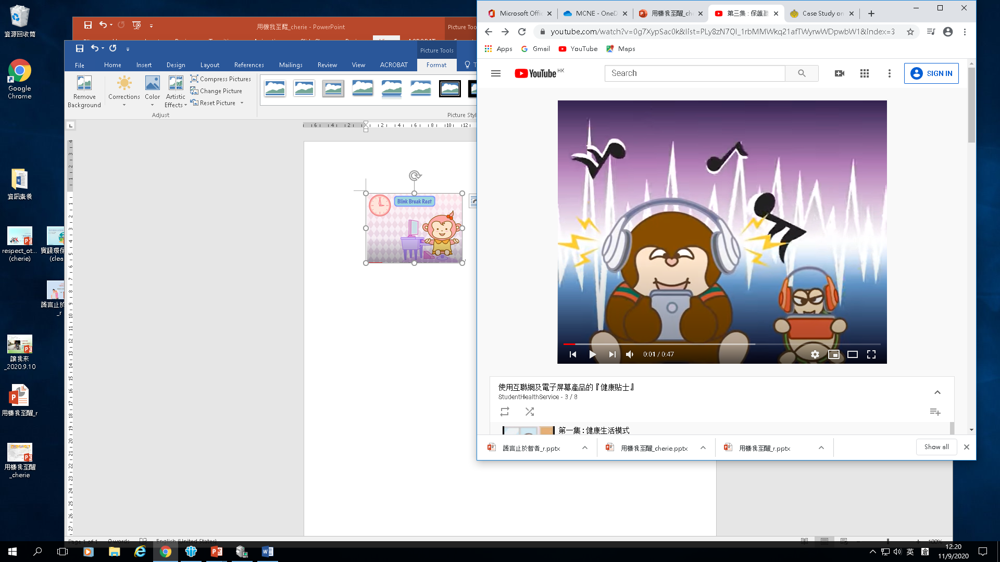 資源回收筒
Google
Chrome
資訊素養
respect_ot...
(cherie)
實踐環保
(clea
謠言止於
_r
讓我來
_2020.9.10
用機我至醒_r
用機我至醒
_cherie
用機我至醒_cherie - PowerPoint
Picture Too
Picture Tools
File
Home
Insert
Design
Layout
References
Mailings
Review
View
ACROBAT
Format
Remove
Background
Corrections
Color
Artistic
Effects
Compress Pictures
Change Picture
Reset Picture
Adjust
Picture Styl
Blink Break Rest
Page 1 of 1
0 words
English (United States)
100%
Microsoft Offic
MCNE - OneD
用機我至醒_che
第三集 : 保護聽
Case Study on
youtube.com/watch?v=0g7XypSac0k&list=PLy8zN7QI_1rbMMWkq21afTWyrwWDpwbW1&index=3
Apps
Gmail
YouTube
Maps
YouTube HK
Search
SIGN IN
0:01 / 0:47
使用互聯網及電子屏幕產品的『健康貼士』
StudentHealthService - 3 / 8
第一集 : 健康生活模式
謠言止於智者_r.pptx
用機我至醒_cherie.pptx
用機我至醒_r.pptx
Show all
英
12:20
11/9/2020